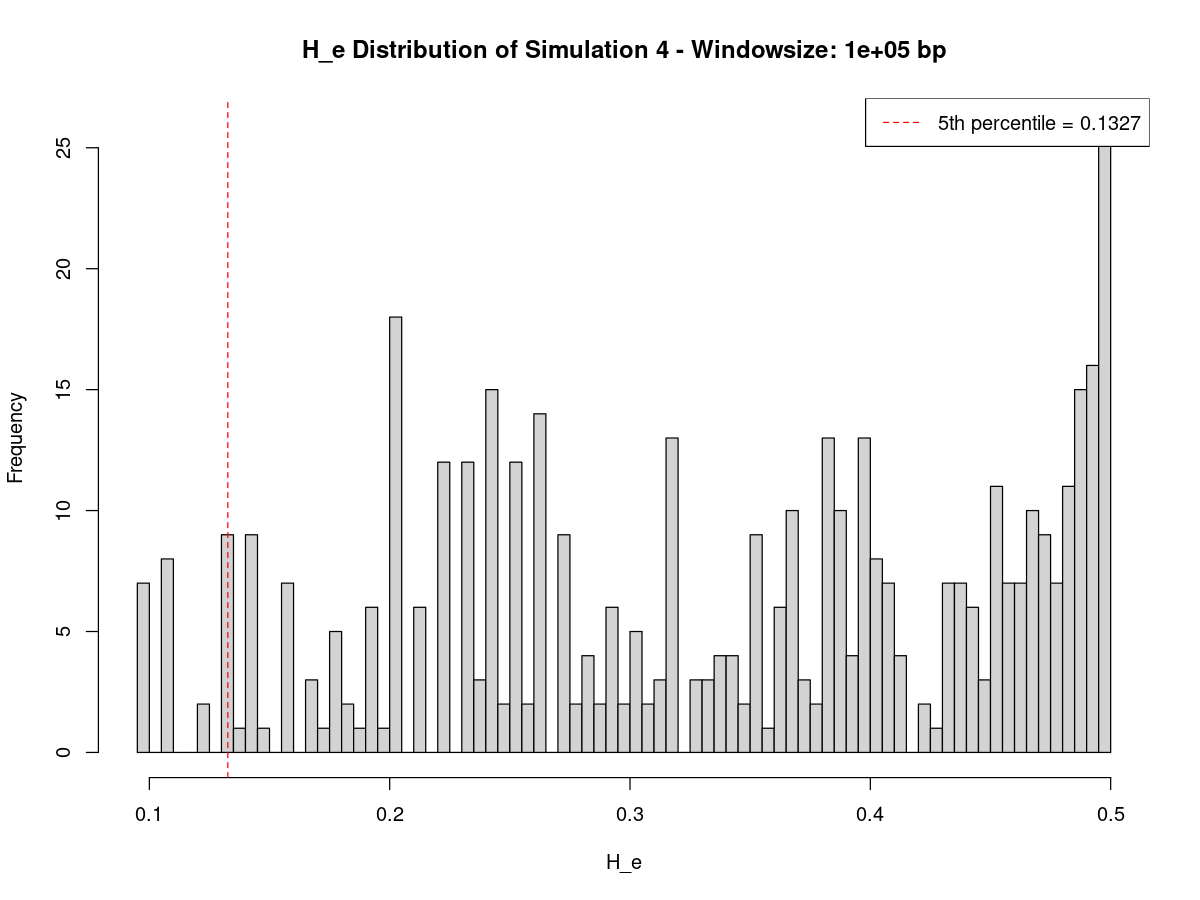 H_e Distribution of Simulation 4 - Windowsize: 1e+05 bp
5th percentile = 0.1327
25
20
15
10
5
0
Frequency
0.1 0.2 0.3 0.4 0.5
H_e